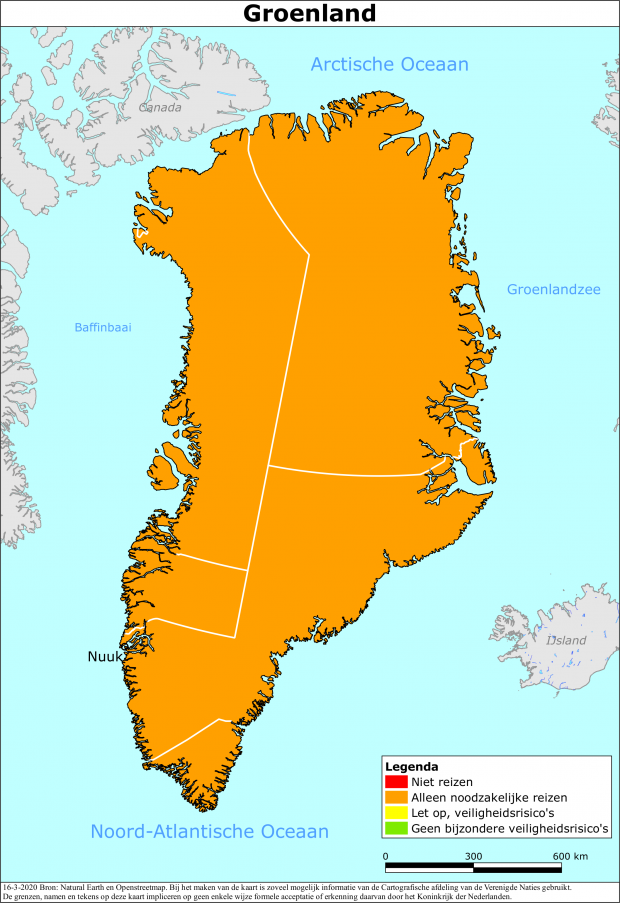 Groenland
Arctische Oceaan
Canada
Groenlandzee
Baffinbaai
IJsland
Nuuk
Noord-Atlantische Oceaan
Legenda
Niet reizen
Alleen noodzakelijke reizen
Let op, veiligheidsrisico's
Geen bijzondere veiligheidsrisico's
0 300 600 km
16-3-2020 Bron: Natural Earth en Openstreetmap. Bij het maken van de kaart is zoveel mogelijk informatie van de Cartografische afdeling van de Verenigde Naties gebruikt.
De grenzen, namen en tekens op deze kaart impliceren op geen enkele wijze formele acceptatie of erkenning daarvan door het Koninkrijk der Nederlanden.